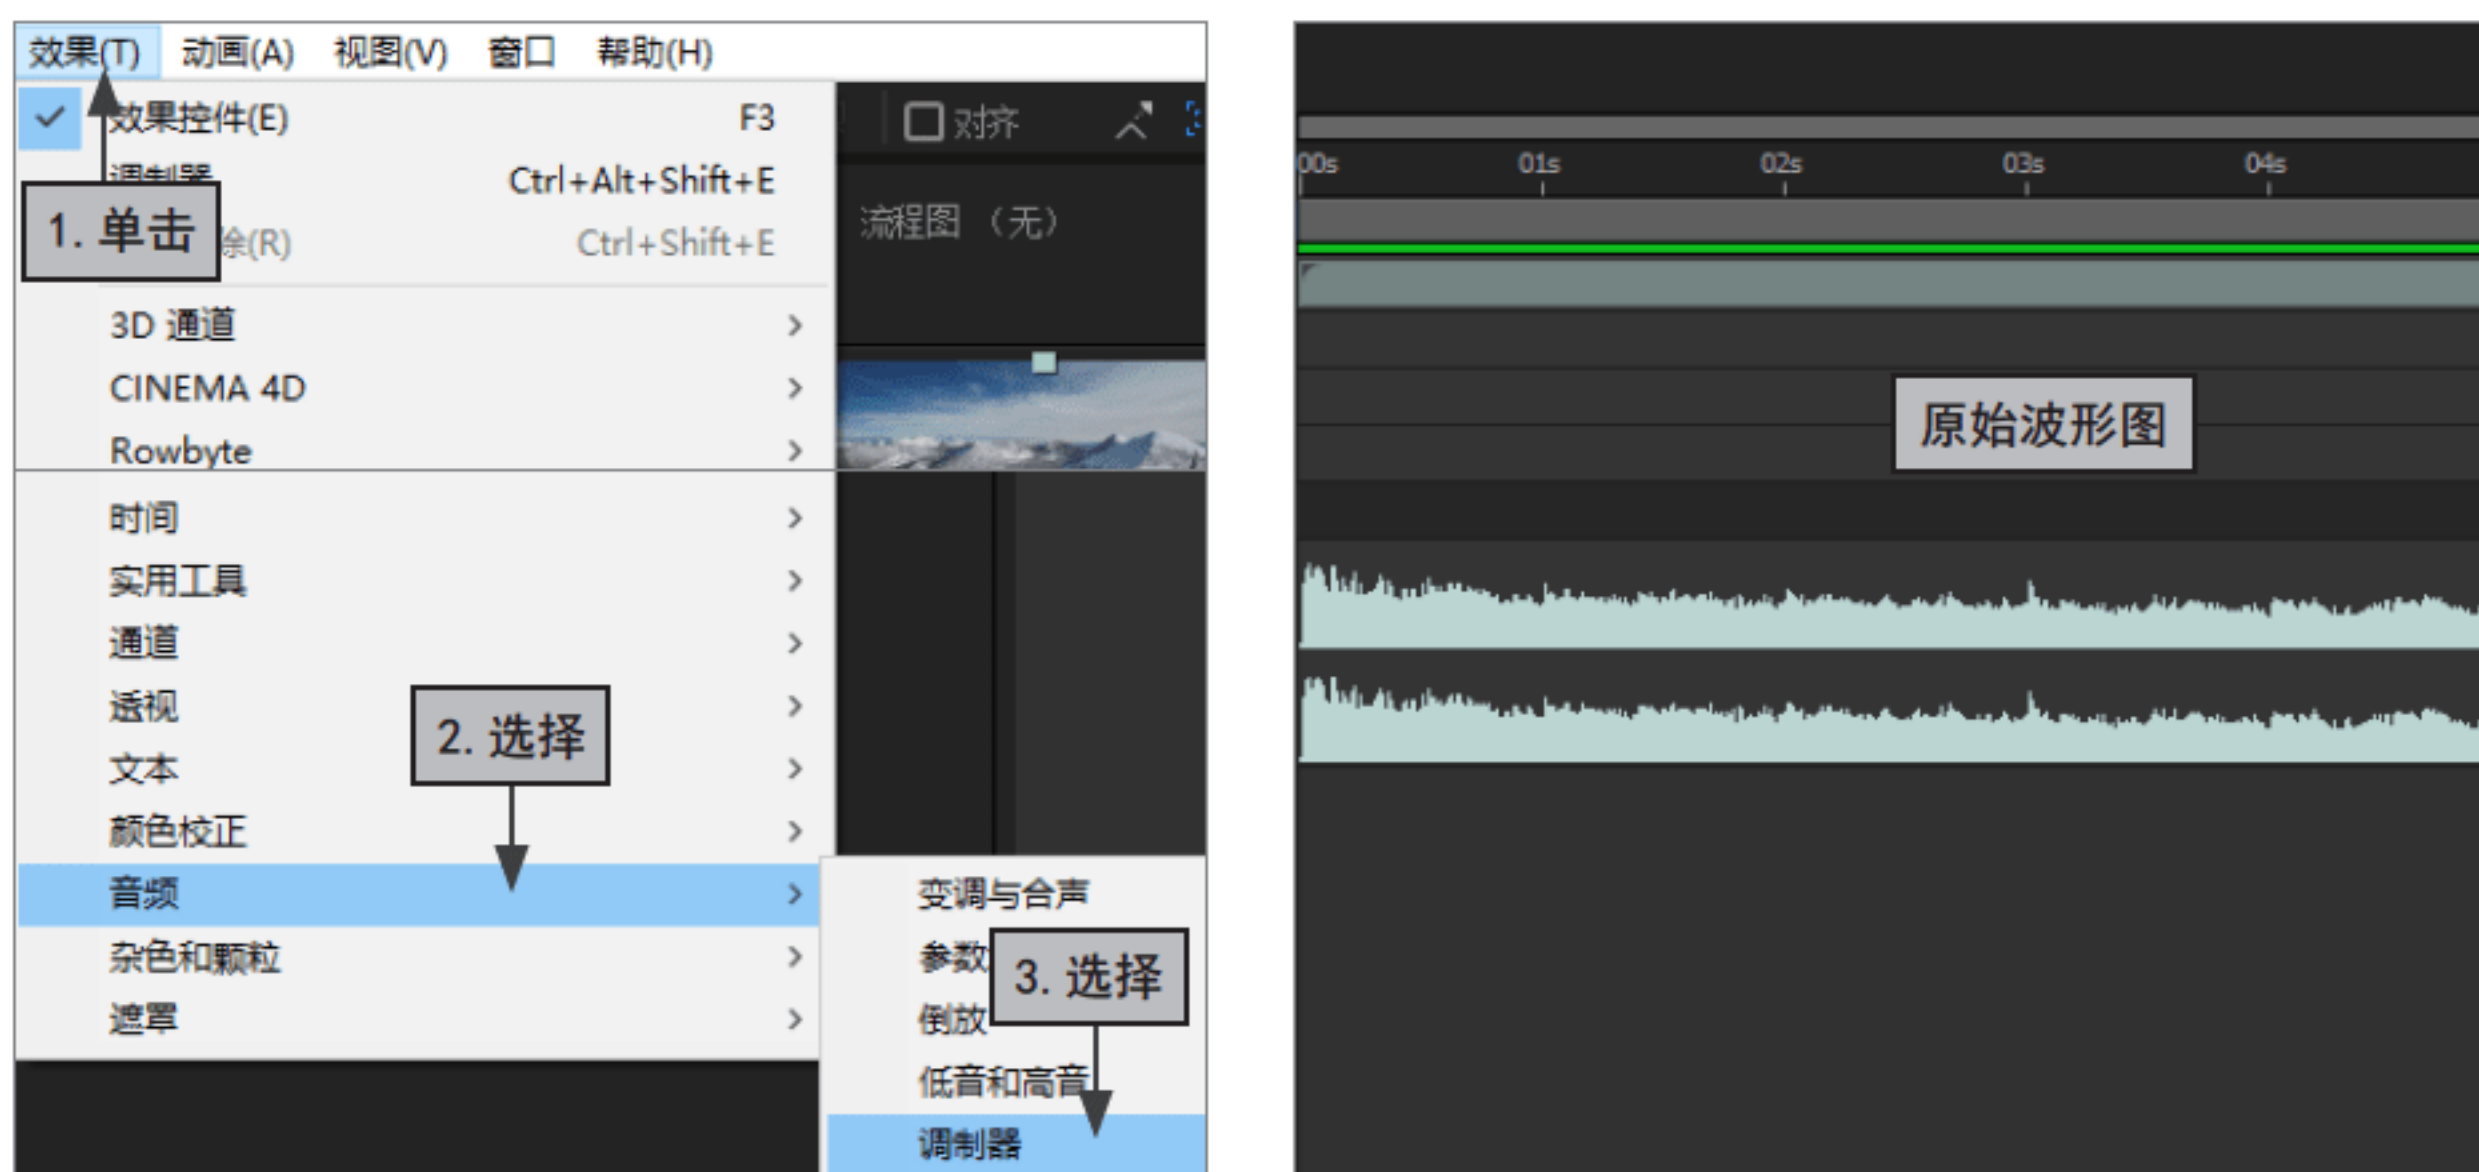 效果(T) 动画(A) 视图(V) 窗口 帮助(H)
效果控件(E) F3
调制器 Ctrl+Alt+Shift+E
除(R) Ctrl+Shift+E
1. 单击
3D 通道
CINEMA 4D
Rowbyte
时间
实用工具
通道
透视
文本
颜色校正
音频
杂色和颗粒
遮罩
2. 选择
变调与合声
参数
倒放
低音和高音
调制器
3. 选择
对齐
流程图 （无）
00s 01s 02s 03s 04s
原始波形图